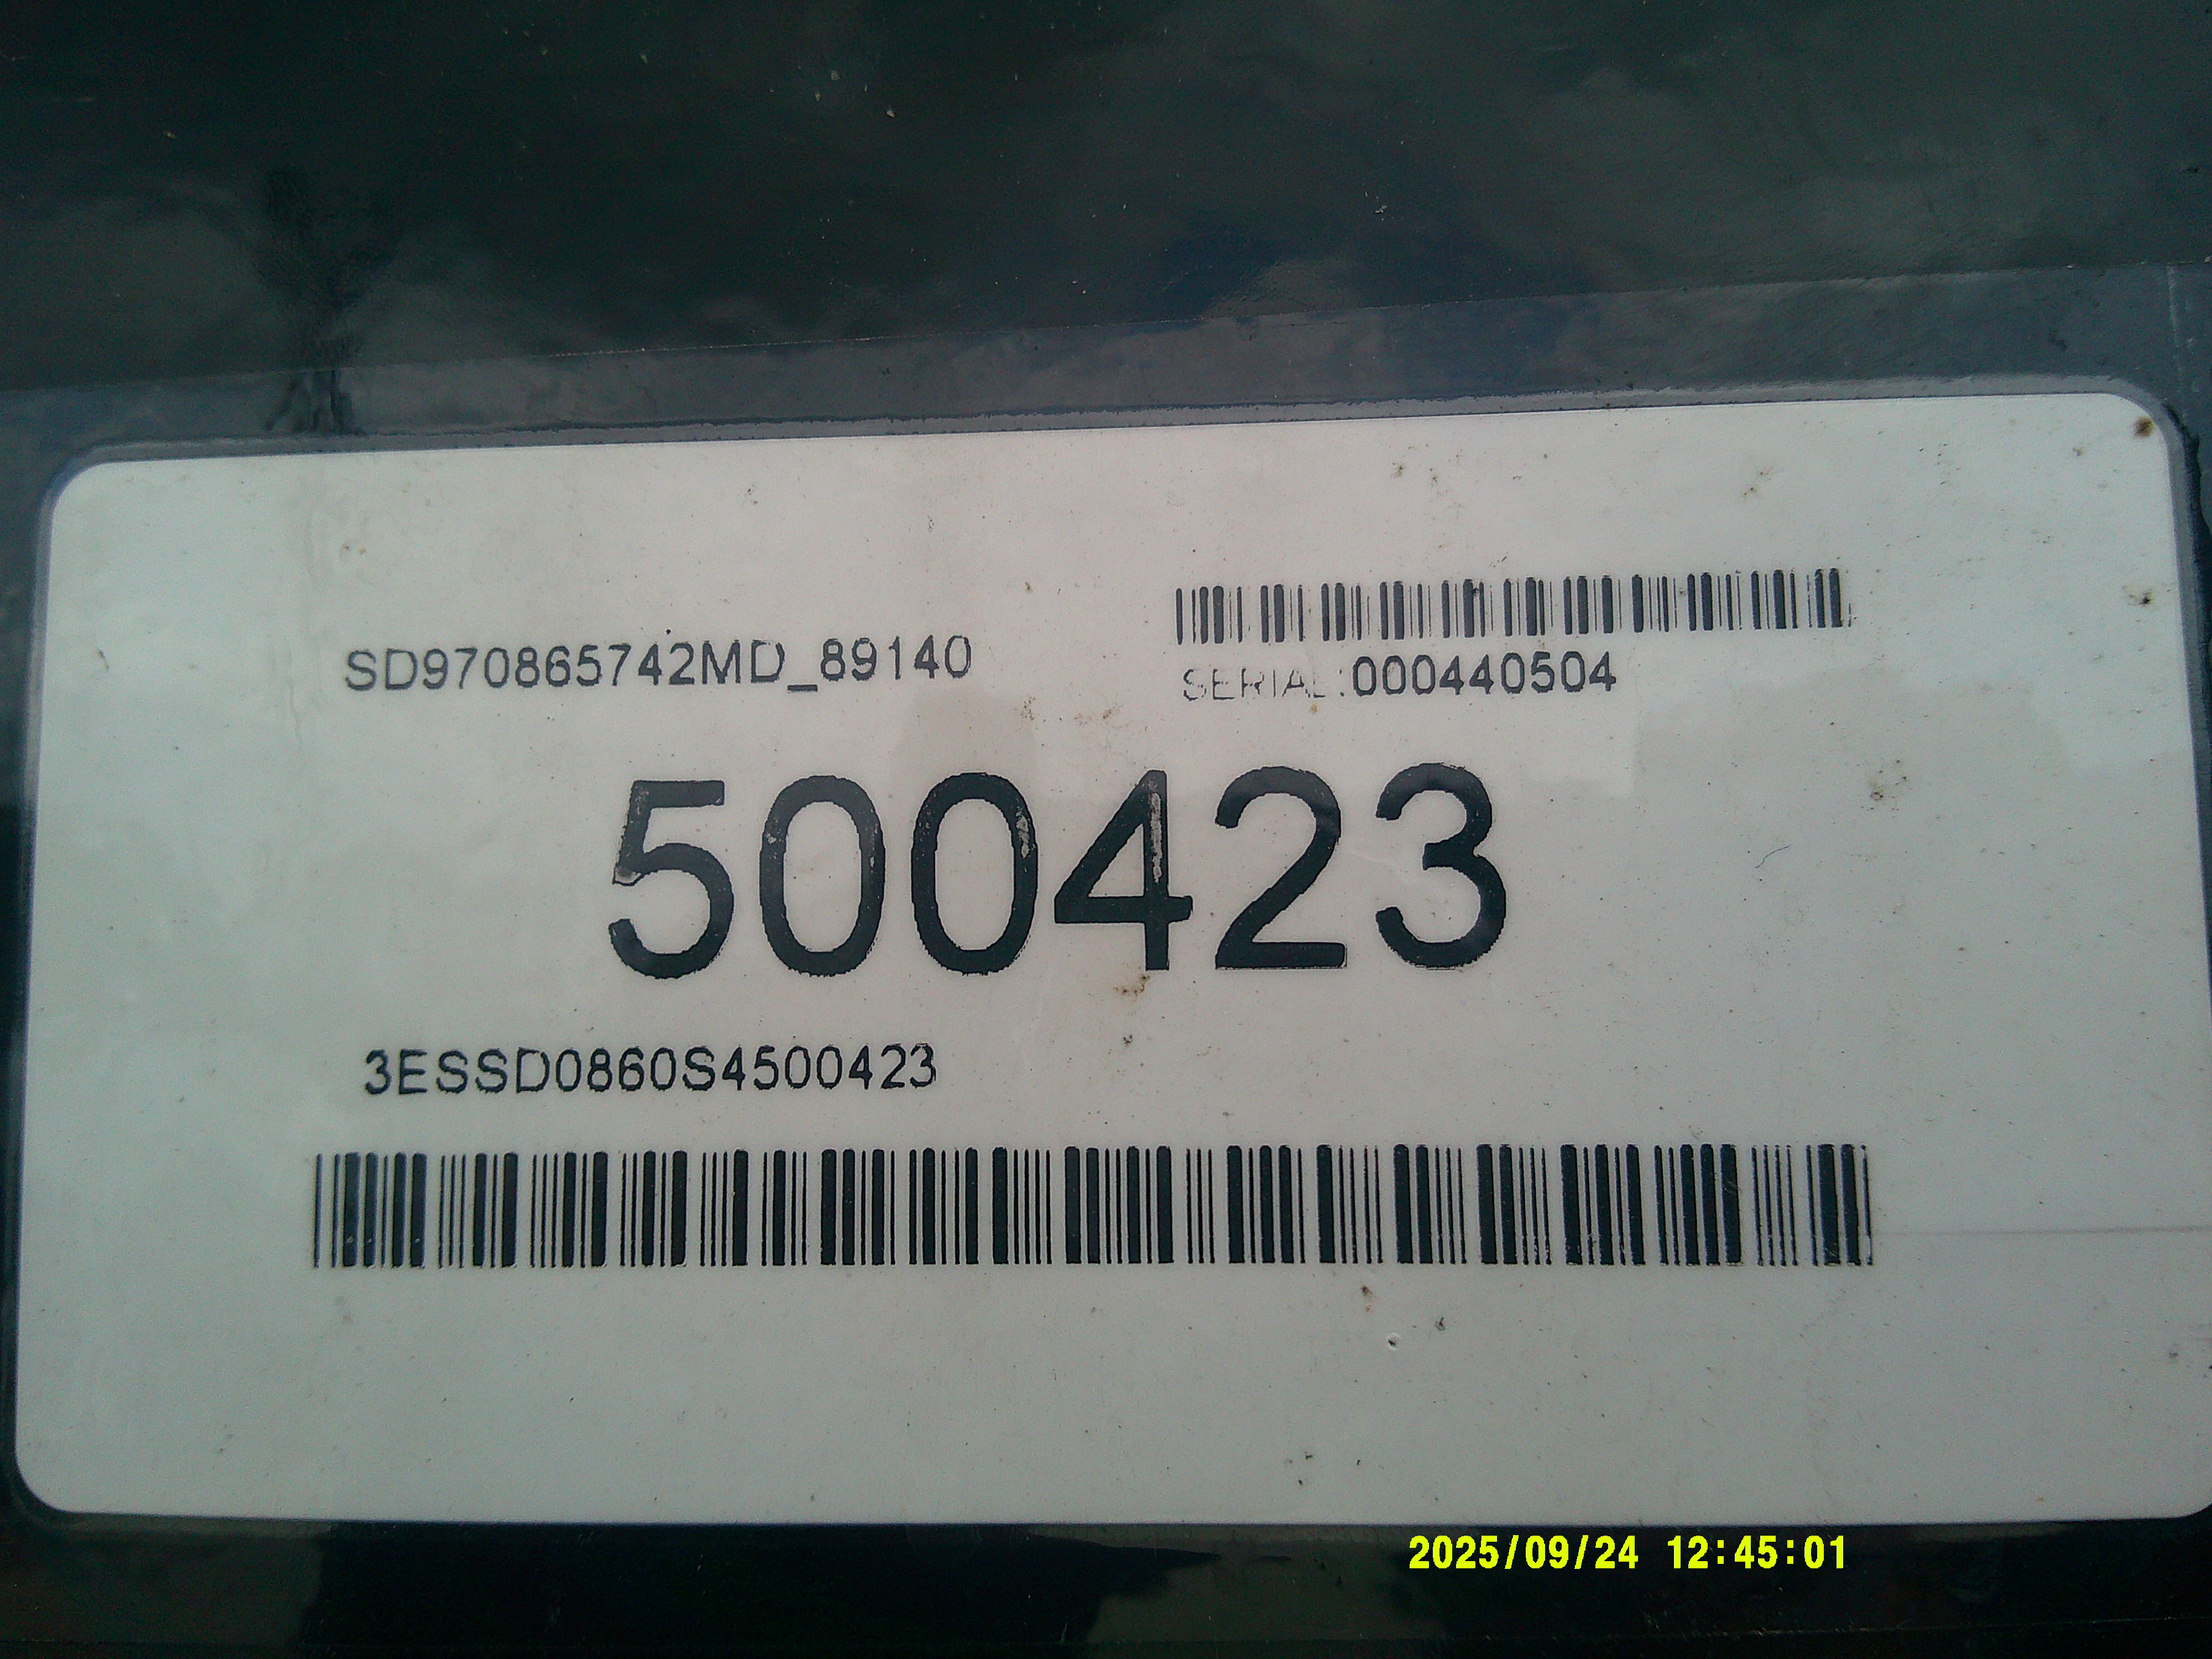 SD970865742MD_89140
SERIAL:000440504
500423
3ESSD0860S4500423
2025/09/24 12:45:01